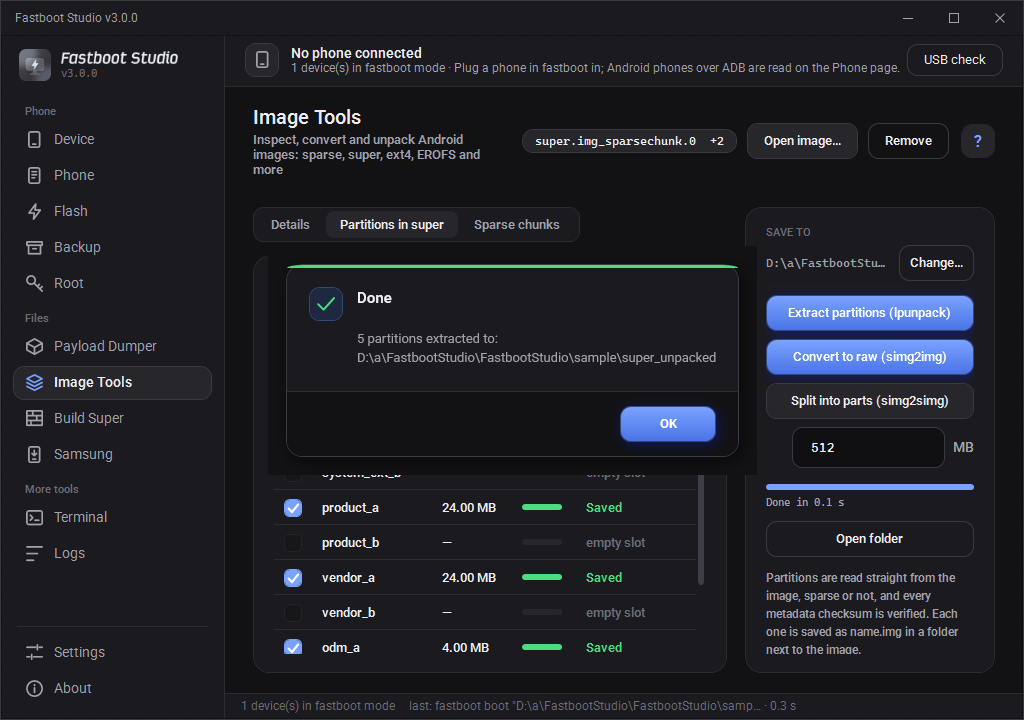 Fastboot Studio v3.0.0
Fastboot Studio
v3.0.0
Phone
Device
Phone
Flash
Backup
Root
Files
Payload Dumper
Image Tools
Build Super
Samsung
More tools
Terminal
Logs
Settings
About
No phone connected
1 device(s) in fastboot mode · Plug a phone in fastboot in; Android phones over ADB are read on the Phone page.
USB check
Image Tools
Inspect, convert and unpack Android
images: sparse, super, ext4, EROFS and
more
super.img_sparsechunk.0 +2
Open image...
Remove
?
Details
Partitions in super
Sparse chunks
Done
5 partitions extracted to:
D:\a\FastbootStudio\FastbootStudio\sample\super_unpacked
OK
system_ext_b empty slot
product_a 24.00 MB Saved
product_b — empty slot
vendor_a 24.00 MB Saved
vendor_b — empty slot
odm_a 4.00 MB Saved
SAVE TO
D:\a\FastbootStu...
Change...
Extract partitions (lpunpack)
Convert to raw (simg2img)
Split into parts (simg2simg)
512 MB
Done in 0.1 s
Open folder
Partitions are read straight from the
image, sparse or not, and every
metadata checksum is verified. Each
one is saved as name.img in a folder
next to the image.
1 device(s) in fastboot mode last: fastboot boot "D:\a\FastbootStudio\FastbootStudio\samp... · 0.3 s